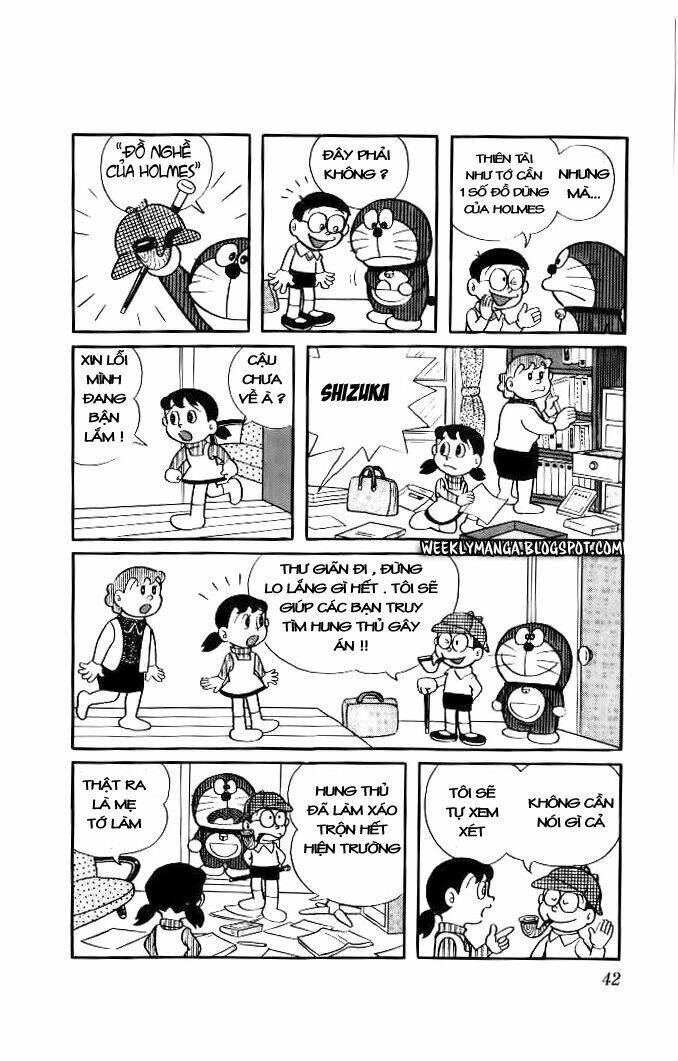 NHƯNG
MÀ...
THIÊN TÀI
NHƯ TỚ CẦN
1 SỐ ĐỒ DÙNG
CỦA HOLMES
ĐÂY PHẢI
KHÔNG ?
"ĐỒ NGHỀ
CỦA HOLMES"
SHIZUKA
WEEKLYMANGA.BLOGSPOT.COM
CẬU
CHƯA
VỀ À ?
XIN LỖI
MÌNH
ĐANG
BẬN
LẮM !
THƯ GIÃN ĐI , ĐỪNG
LO LẮNG GÌ HẾT . TÔI SẼ
GIÚP CÁC BẠN TRUY
TÌM HUNG THỦ GÂY
ÁN !!
KHÔNG CẦN
NÓI GÌ CẢ
TÔI SẼ
TỰ XEM
XÉT
HUNG THỦ
ĐÃ LÀM XÁO
TRỘN HẾT
HIỆN TRƯỜNG
THẬT RA
LÀ MẸ
TỚ LÀM
42